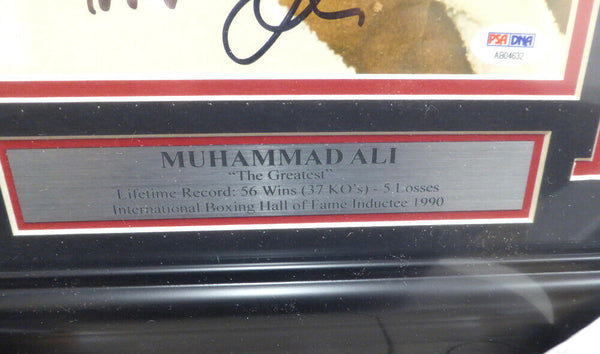 PSA DNA
AB04632
MUHAMMAD ALI
"The Greatest"
Lifetime Record: 56 Wins (37 KO's) - 5 Losses
International Boxing Hall of Fame Inductee 1990